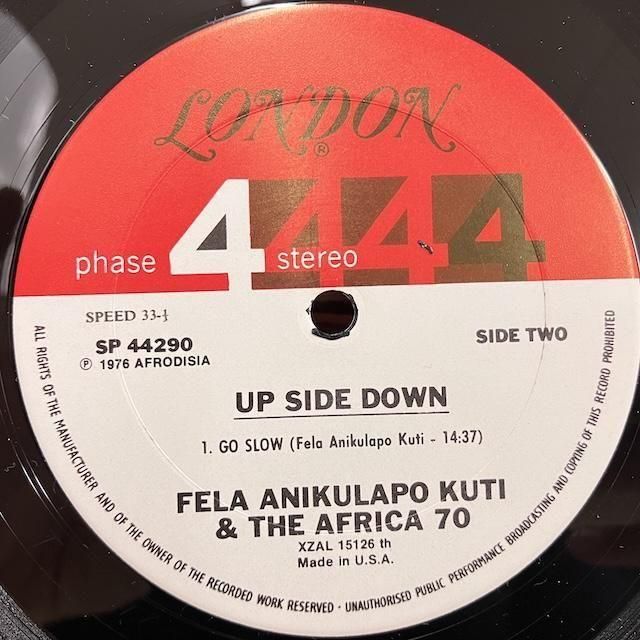 LONDON
®
phase 4444 stereo
SPEED 33-⅓
SP 44290
SIDE TWO
℗ 1976 AFRODISIA
UP SIDE DOWN
1. GO SLOW (Fela Anikulapo Kuti - 14:37)
FELA ANIKULAPO KUTI
& THE AFRICA 70
XZAL 15126 th
Made in U.S.A.
ALL RIGHTS OF THE MANUFACTURER AND OF THE OWNER OF THE RECORDED WORK RESERVED · UNAUTHORISED PUBLIC PERFORMANCE BROADCASTING AND COPYING OF THIS RECORD PROHIBITED